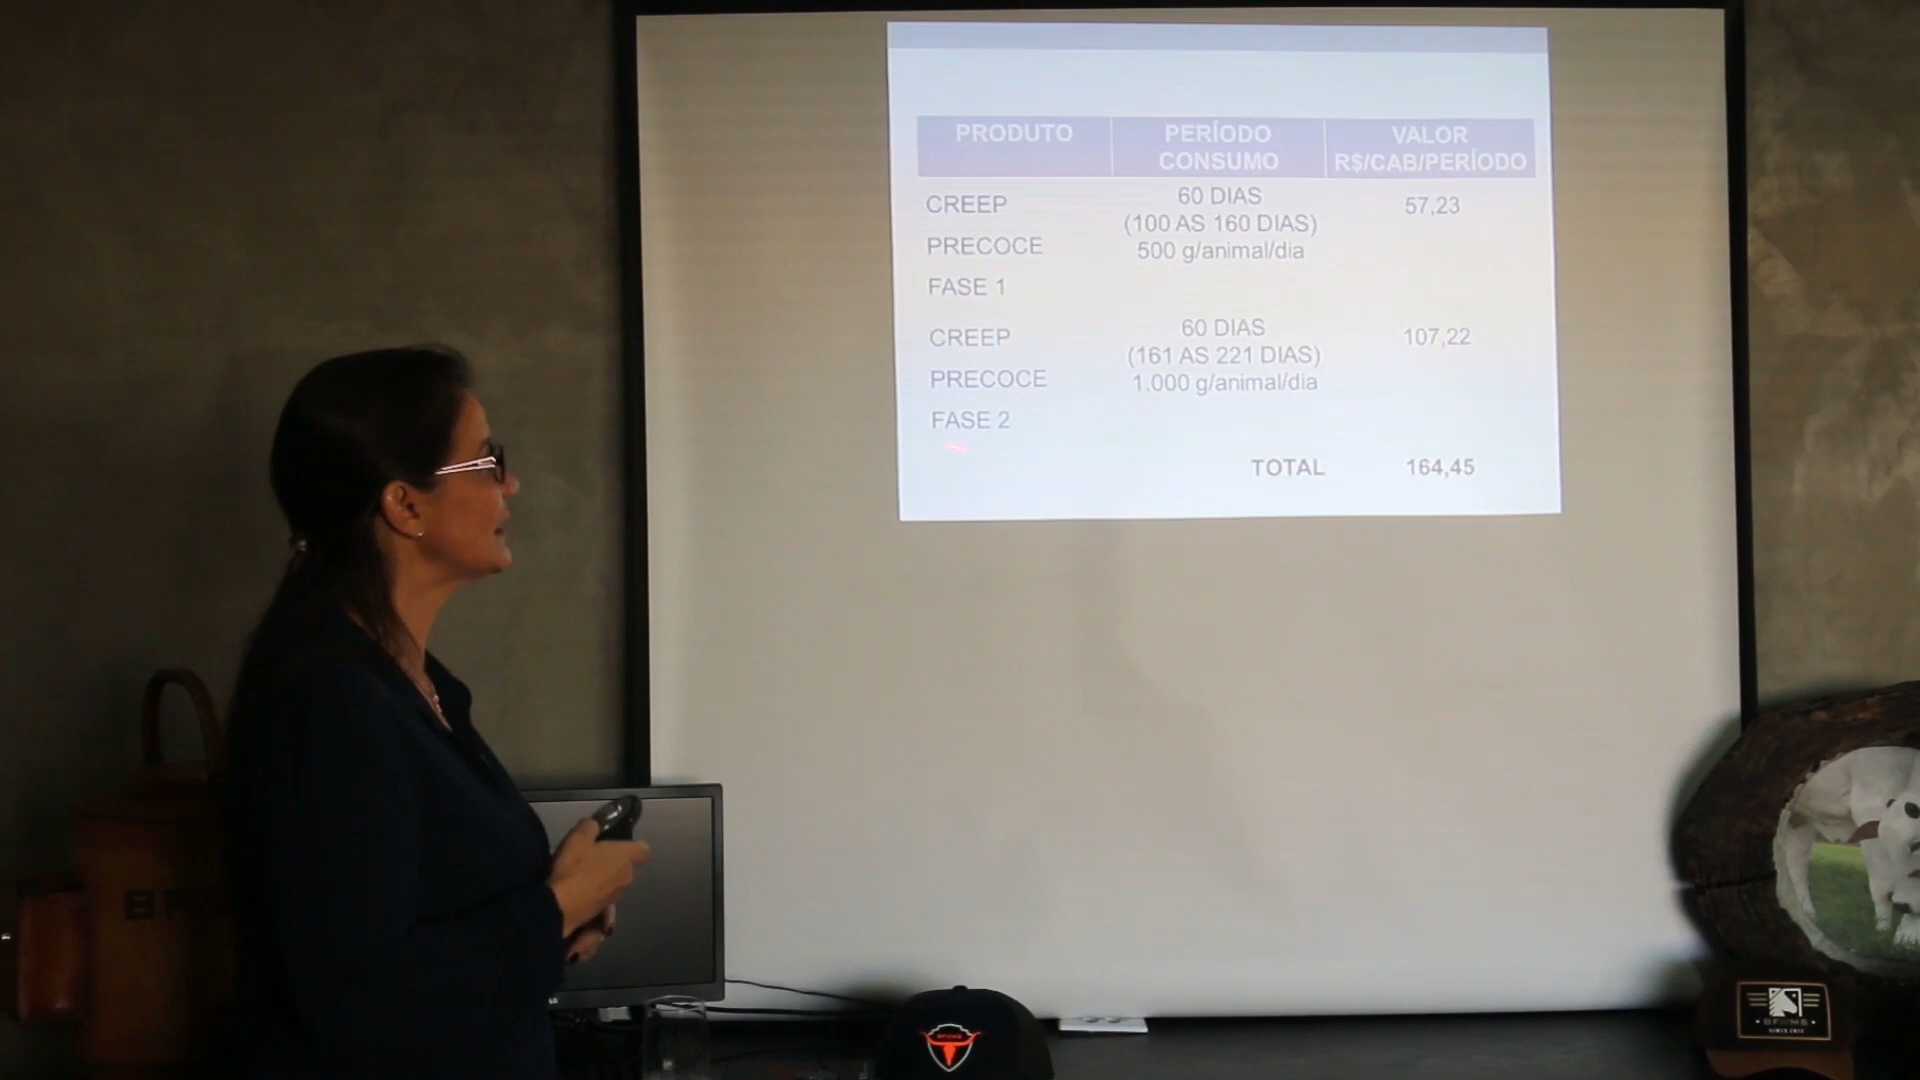 PRODUTO
PERÍODO
CONSUMO
VALOR
R$/CAB/PERÍODO
CREEP
PRECOCE
FASE 1
60 DIAS
(100 AS 160 DIAS)
500 g/animal/dia
57,23
CREEP
PRECOCE
FASE 2
60 DIAS
(161 AS 221 DIAS)
1.000 g/animal/dia
107,22
TOTAL 164,45